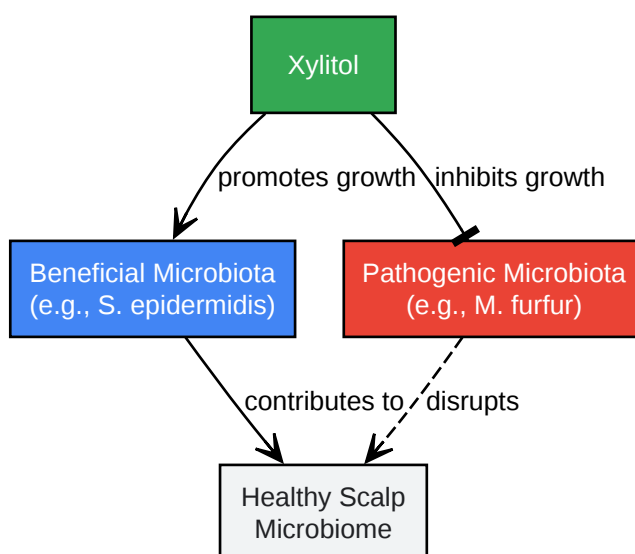 Xylitol
promotes growth
inhibits growth
Beneficial Microbiota
(e.g., S. epidermidis)
Pathogenic Microbiota
(e.g., M. furfur)
contributes to
disrupts
Healthy Scalp
Microbiome